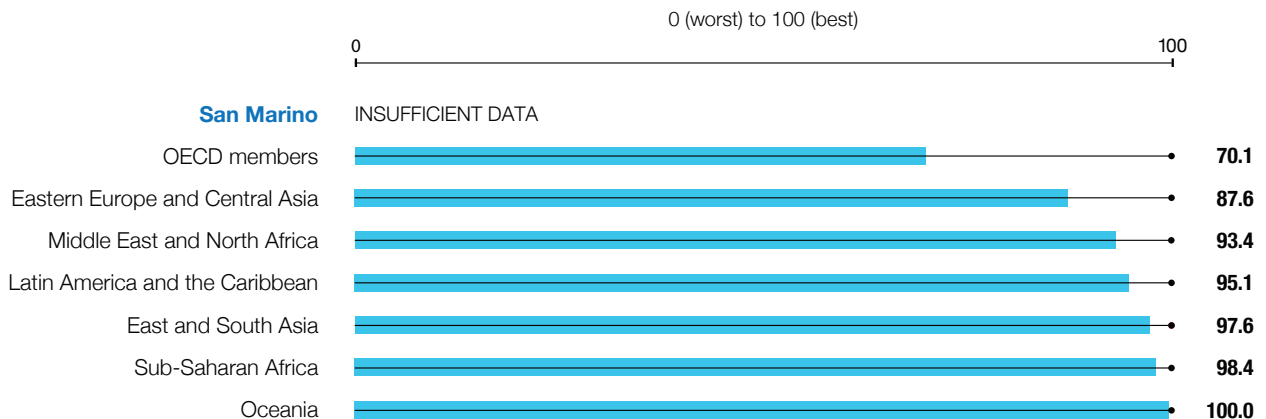 0 (worst) to 100 (best)
0 100
San Marino INSUFFICIENT DATA
OECD members 70.1
Eastern Europe and Central Asia 87.6
Middle East and North Africa 93.4
Latin America and the Caribbean 95.1
East and South Asia 97.6
Sub-Saharan Africa 98.4
Oceania 100.0